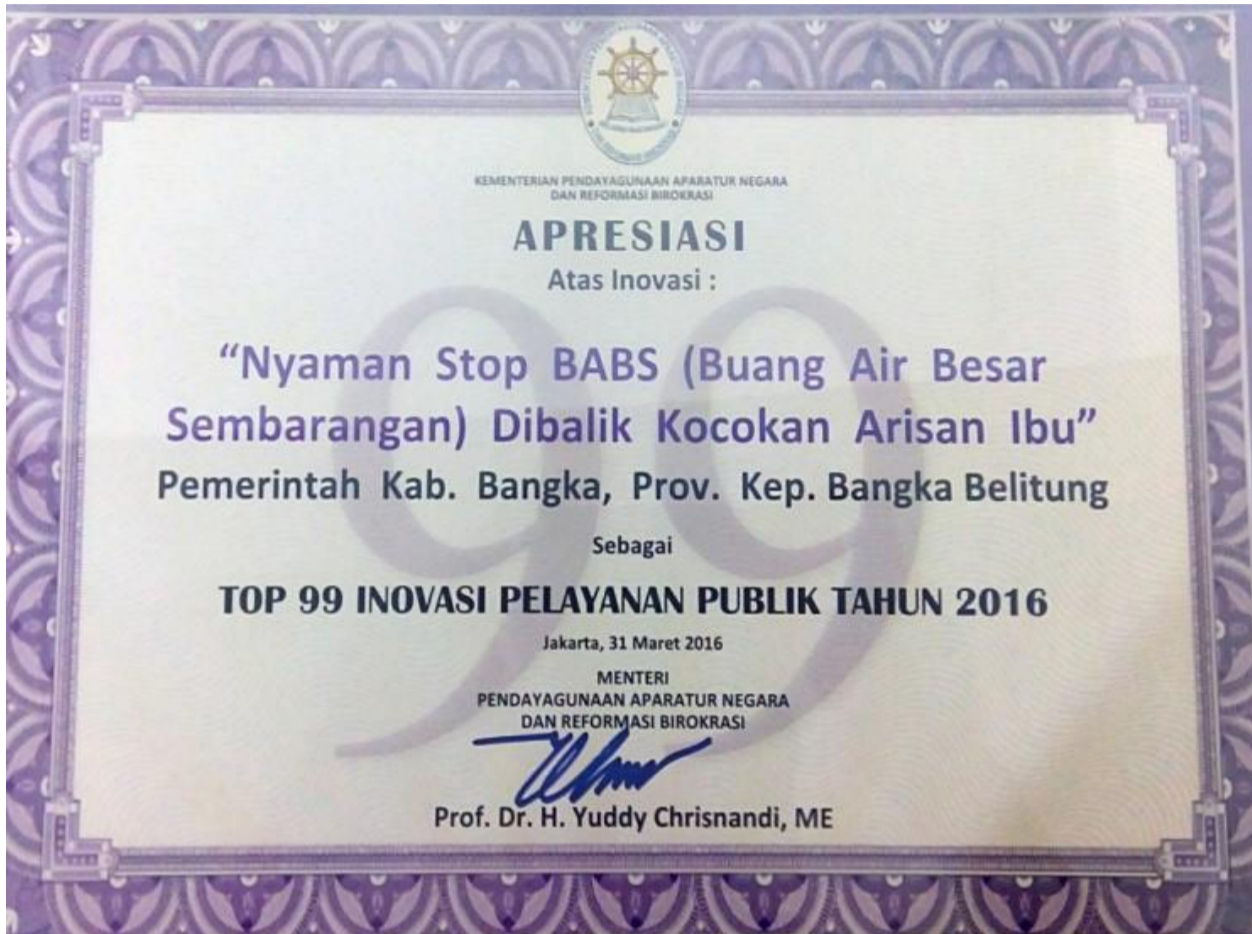 KEMENTERIAN PENDAYAGUNAAN APARATUR NEGARA
DAN REFORMASI BIROKRASI
APRESIASI
Atas Inovasi :
99
“Nyaman Stop BABS (Buang Air Besar
Sembarangan) Dibalik Kocokan Arisan Ibu”
Pemerintah Kab. Bangka, Prov. Kep. Bangka Belitung
Sebagai
TOP 99 INOVASI PELAYANAN PUBLIK TAHUN 2016
Jakarta, 31 Maret 2016
MENTERI
PENDAYAGUNAAN APARATUR NEGARA
DAN REFORMASI BIROKRASI
Prof. Dr. H. Yuddy Chrisnandi, ME